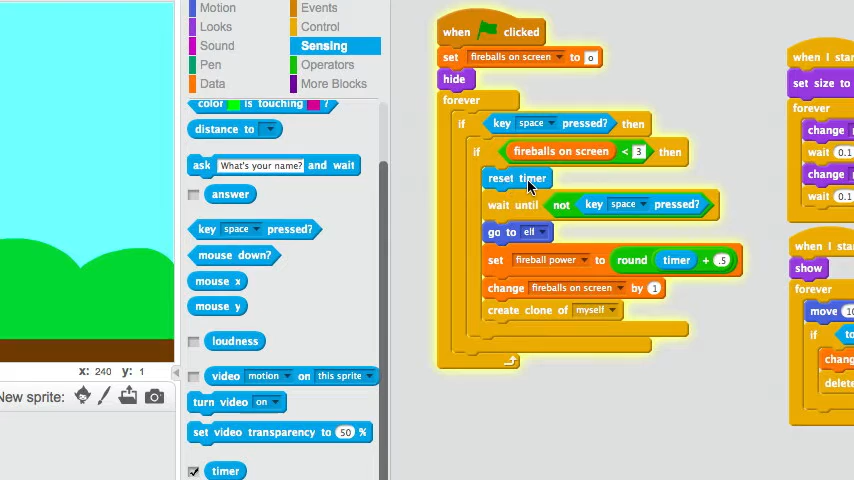 Motion
Looks
Sound
Pen
Data
Events
Control
Sensing
Operators
More Blocks
color is touching ?
distance to
ask What's your name? and wait
answer
key space pressed?
mouse down?
mouse x
mouse y
loudness
video motion on this sprite
turn video on
set video transparency to 50 %
timer
x: 240 y: 1
New sprite:
when clicked
set fireballs on screen to 0
hide
forever
if key space pressed? then
if fireballs on screen < 3 then
reset timer
wait until not key space pressed?
go to elf
set fireball power to round timer + .5
change fireballs on screen by 1
create clone of myself
when I star
set size to
forever
change
wait 0.1
change
wait 0.1
when I star
show
forever
move 10
if to
chang
delete